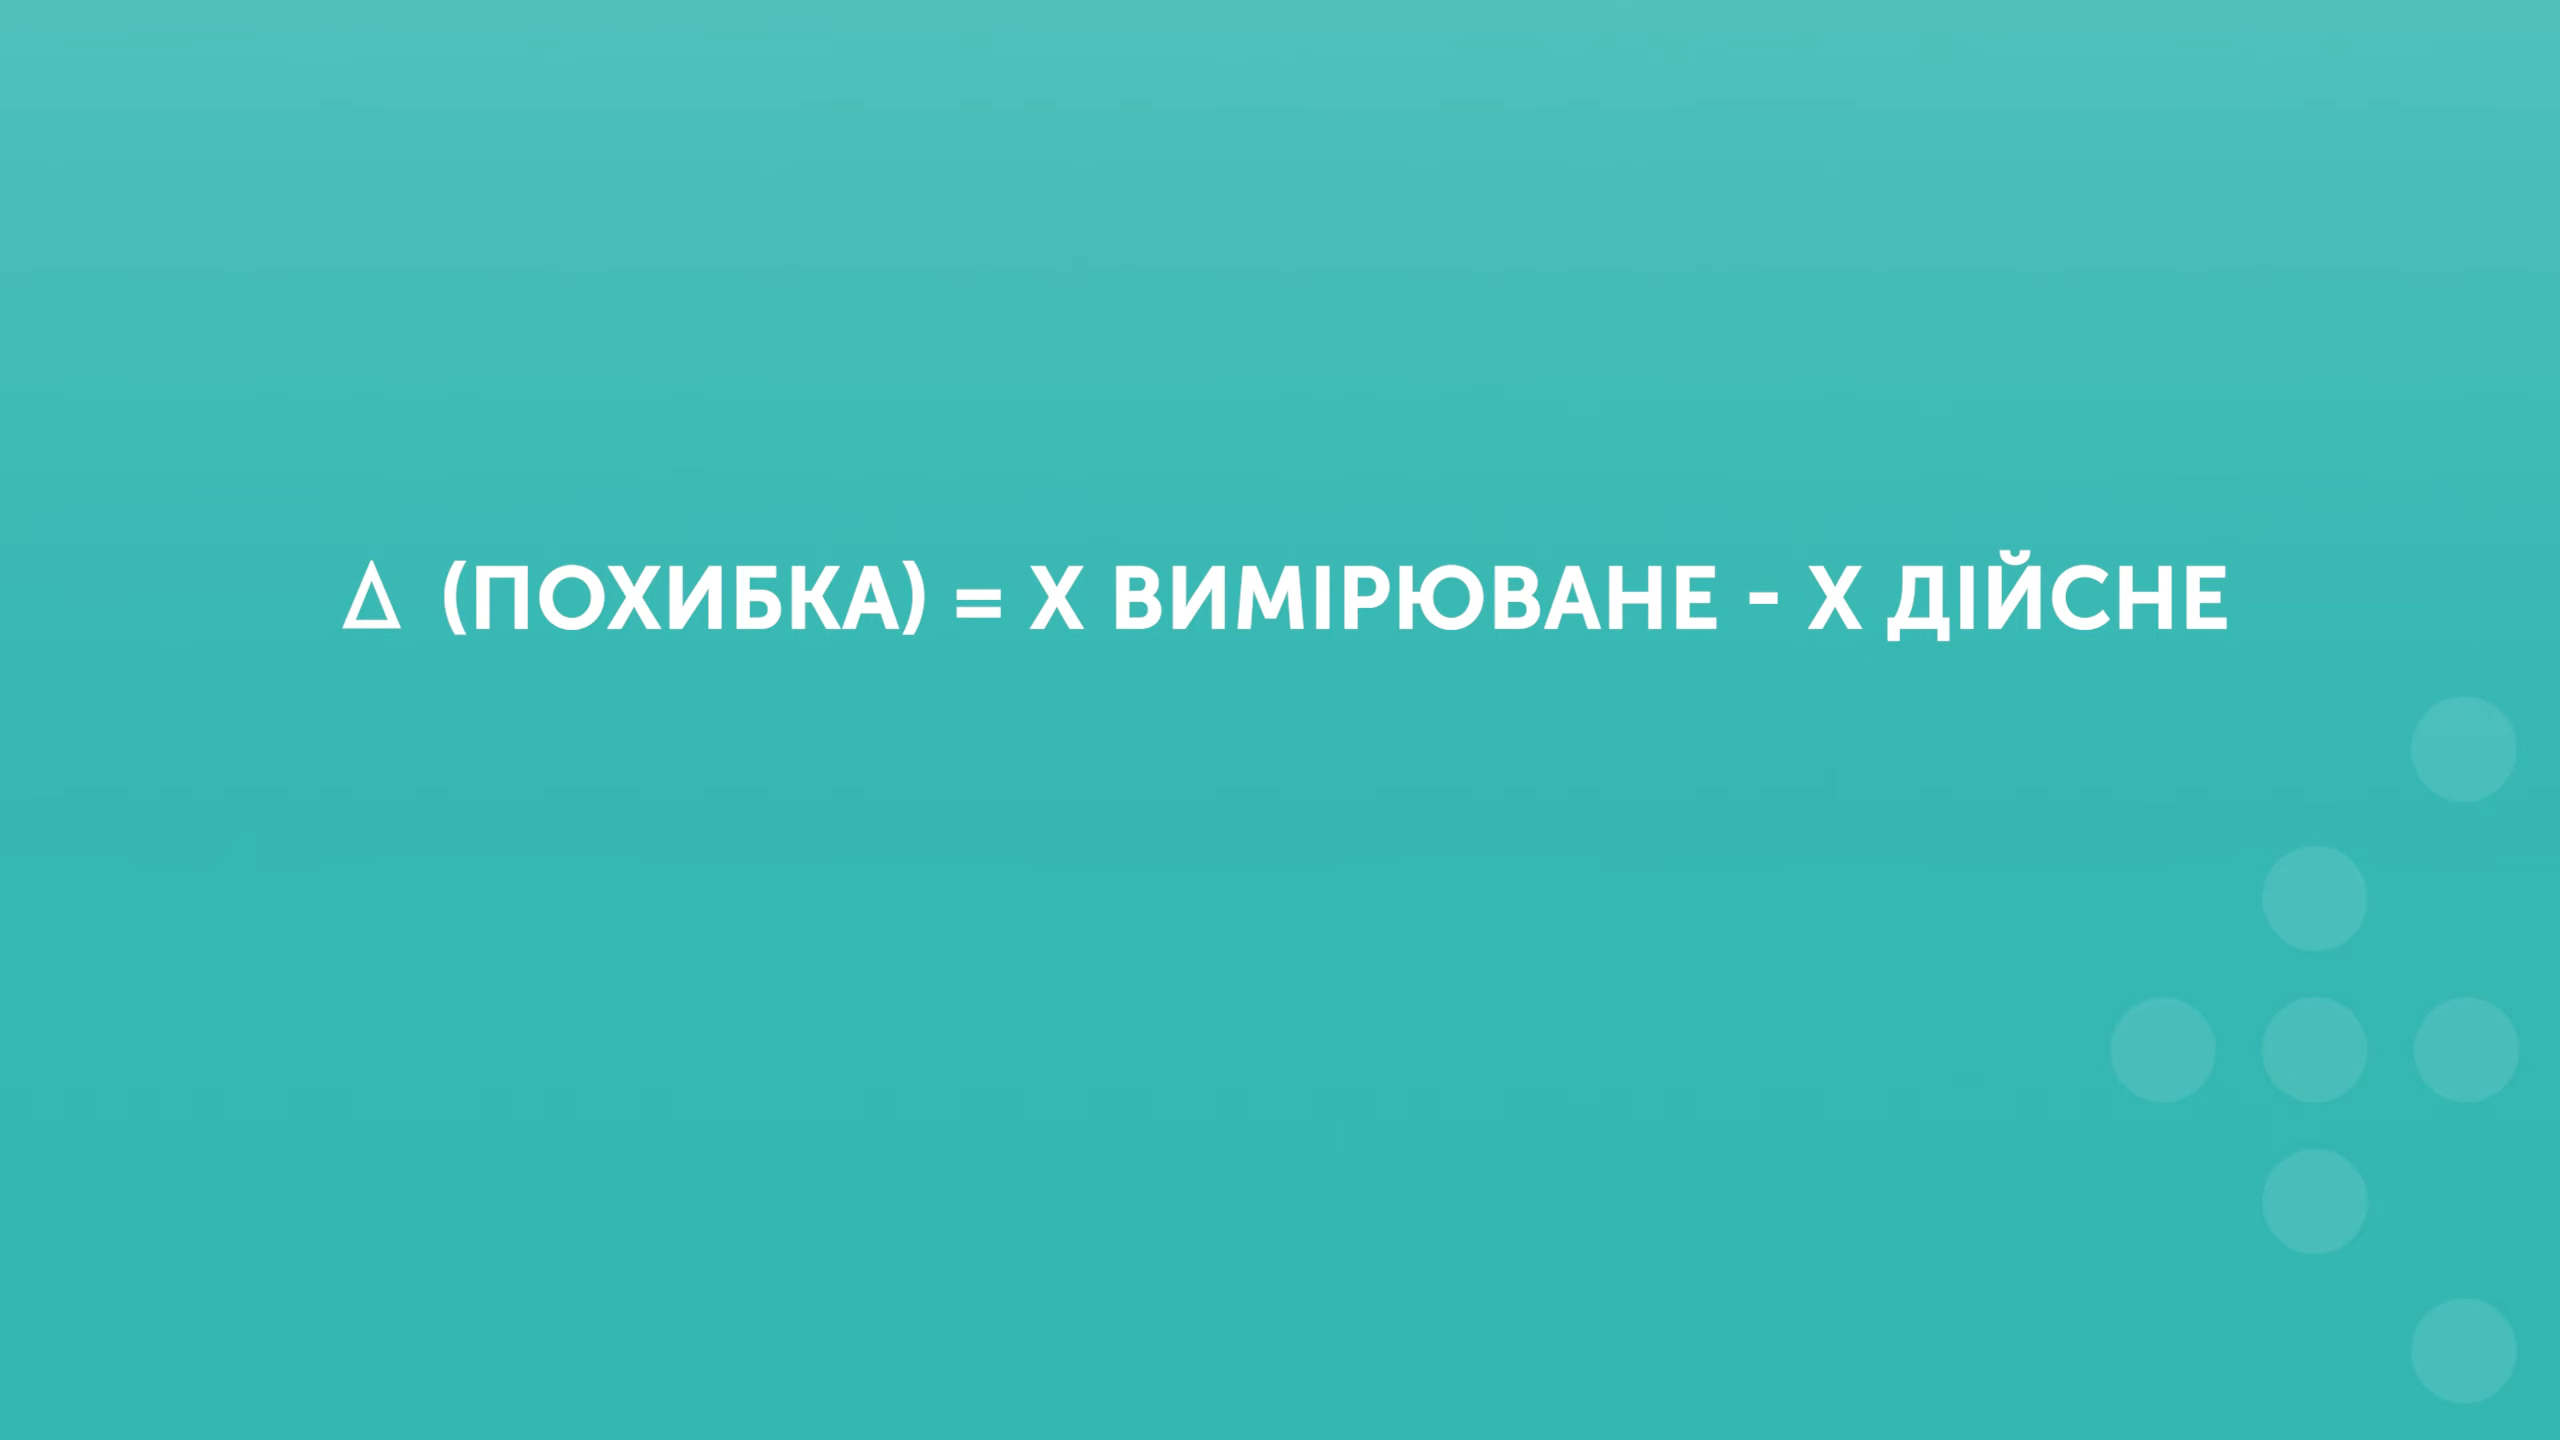 Δ (ПОХИБКА) = Х ВИМІРЮВАНЕ - Х ДІЙСНЕ